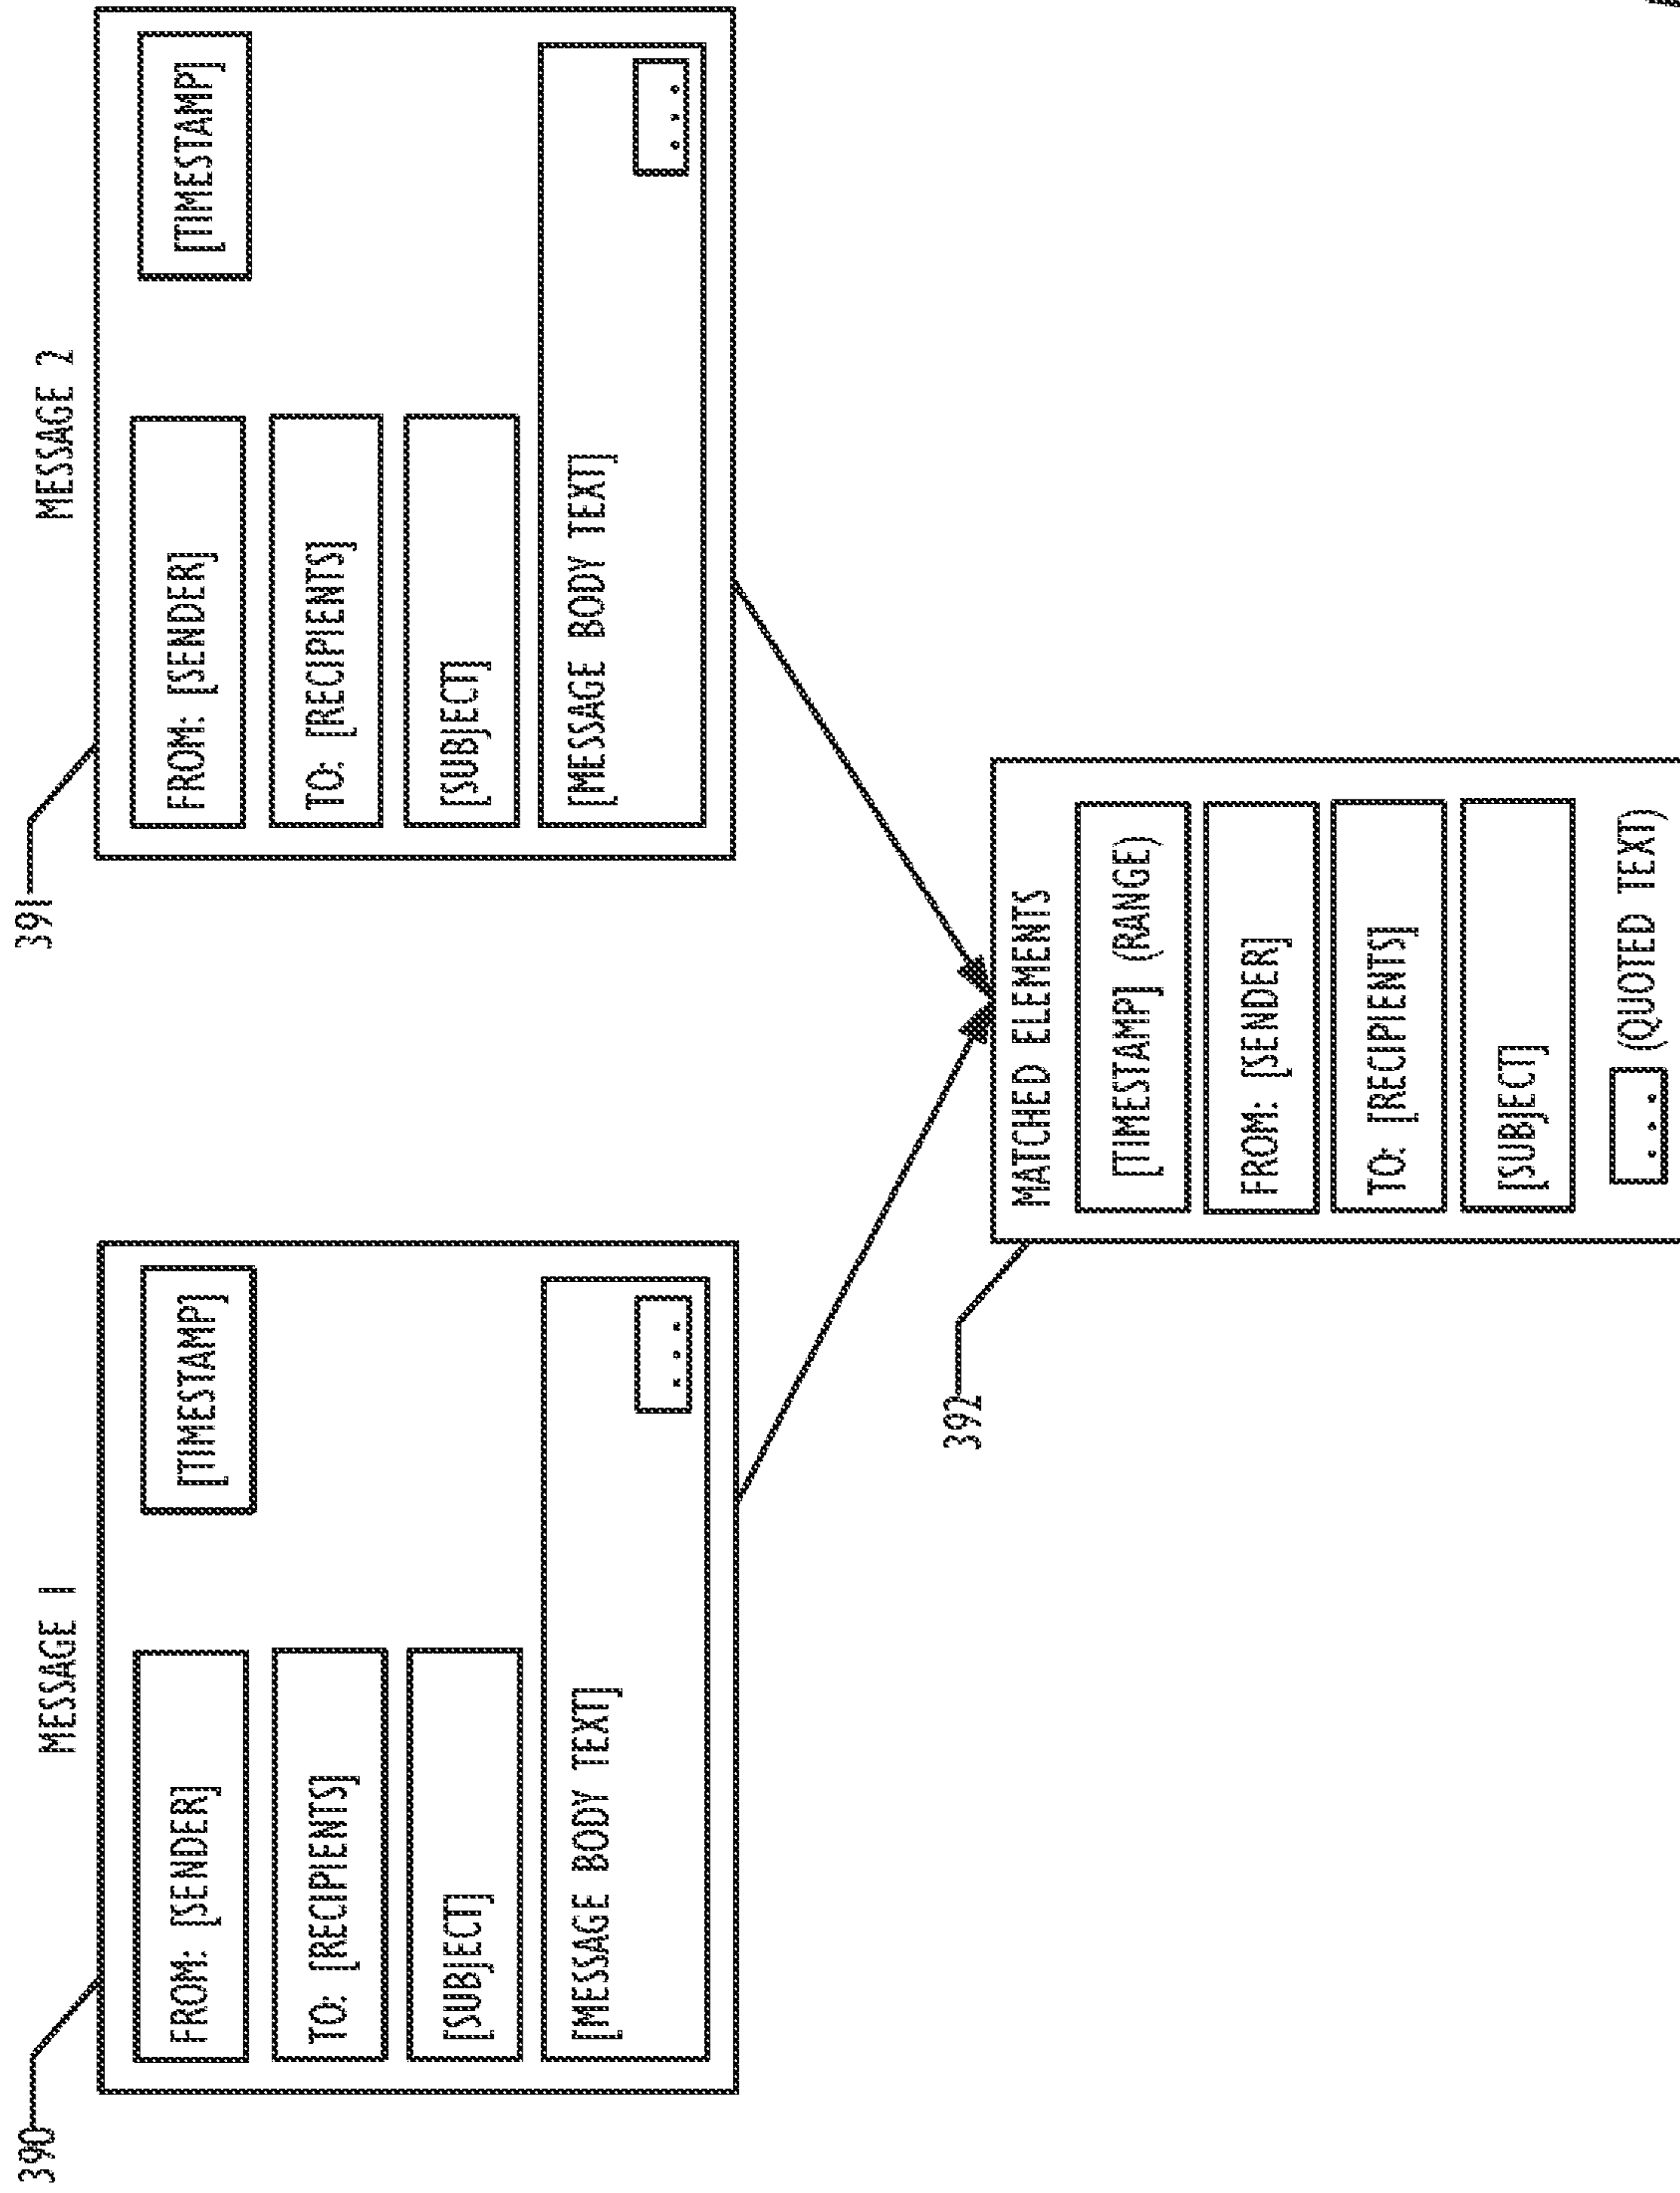 MESSAGE 1
390
FROM: [SENDER]
[TIMESTAMP]
TO: [RECIPIENTS]
[SUBJECT]
[MESSAGE BODY TEXT]
...
MESSAGE 2
391
FROM: [SENDER]
[TIMESTAMP]
TO: [RECIPIENTS]
[SUBJECT]
[MESSAGE BODY TEXT]
...
392
MATCHED ELEMENTS
[TIMESTAMP] (RANGE)
FROM: [SENDER]
TO: [RECIPIENTS]
[SUBJECT]
... (QUOTED TEXT)